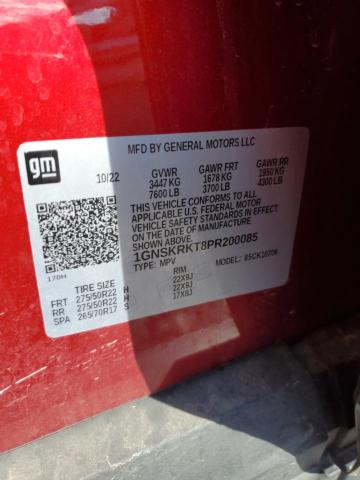 gm
MFD BY GENERAL MOTORS LLC
10/22 GVWR GAWR FRT GAWR RR
3447 KG 1678 KG 1950 KG
7600 LB 3700 LB 4300 LB
THIS VEHICLE CONFORMS TO ALL APPLICABLE U.S. FEDERAL MOTOR
VEHICLE SAFETY STANDARDS IN EFFECT ON
THE DATE OF MANUFACTURE SHOWN ABOVE.
1GNSKRKT8PR200085
TYPE: MPV MODEL: 8SCK10706
170H
TIRE SIZE RIM
FRT 275/50R22 H 22X9J
RR 275/50R22 H 22X9J
SPA 265/70R17 S 17X8J